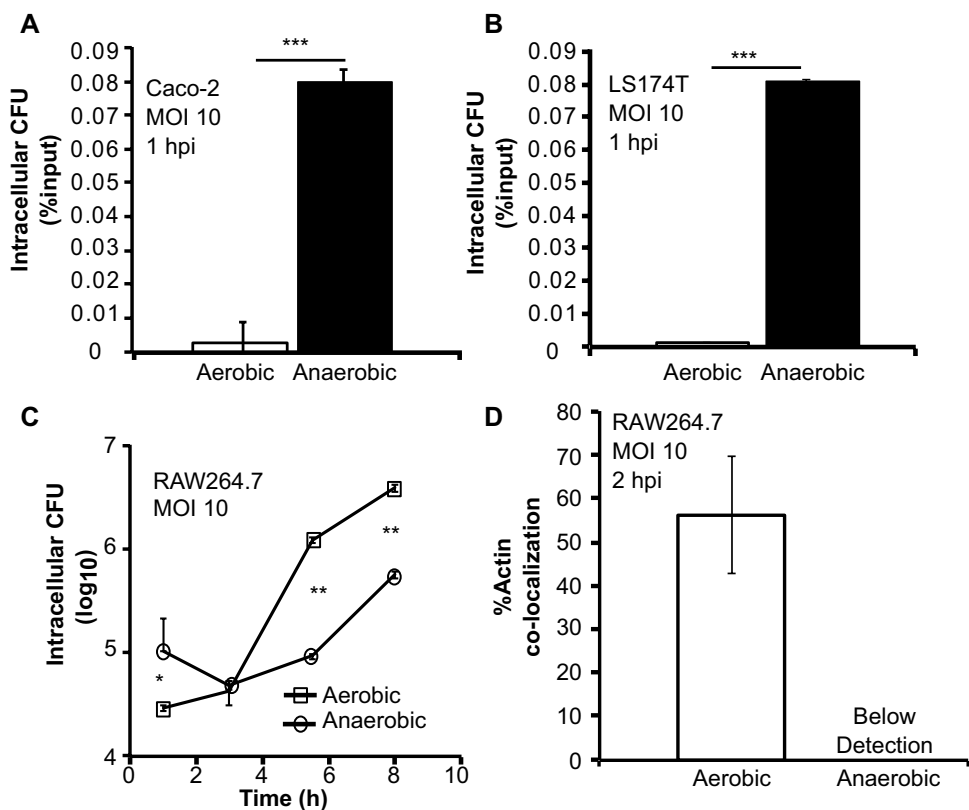 A
Intracellular CFU
(%input)
0.09
0.08
0.07
0.06
0.05
0.04
0.03
0.02
0.01
0
Caco-2
MOI 10
1 hpi
***
Aerobic
Anaerobic
B
Intracellular CFU
(%input)
0.09
0.08
0.07
0.06
0.05
0.04
0.03
0.02
0.01
0
LS174T
MOI 10
1 hpi
***
Aerobic
Anaerobic
C
Intracellular CFU
(log10)
7
6
5
4
RAW264.7
MOI 10
*
**
**
Aerobic
Anaerobic
0 2 4 6 8 10
Time (h)
D
%Actin
co-localization
80
70
60
50
40
30
20
10
0
RAW264.7
MOI 10
2 hpi
Below
Detection
Aerobic
Anaerobic